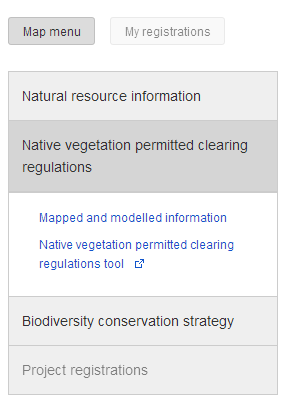 Map menu
My registrations
Natural resource information
Native vegetation permitted clearing
regulations
Mapped and modelled information
Native vegetation permitted clearing
regulations tool
Biodiversity conservation strategy
Project registrations